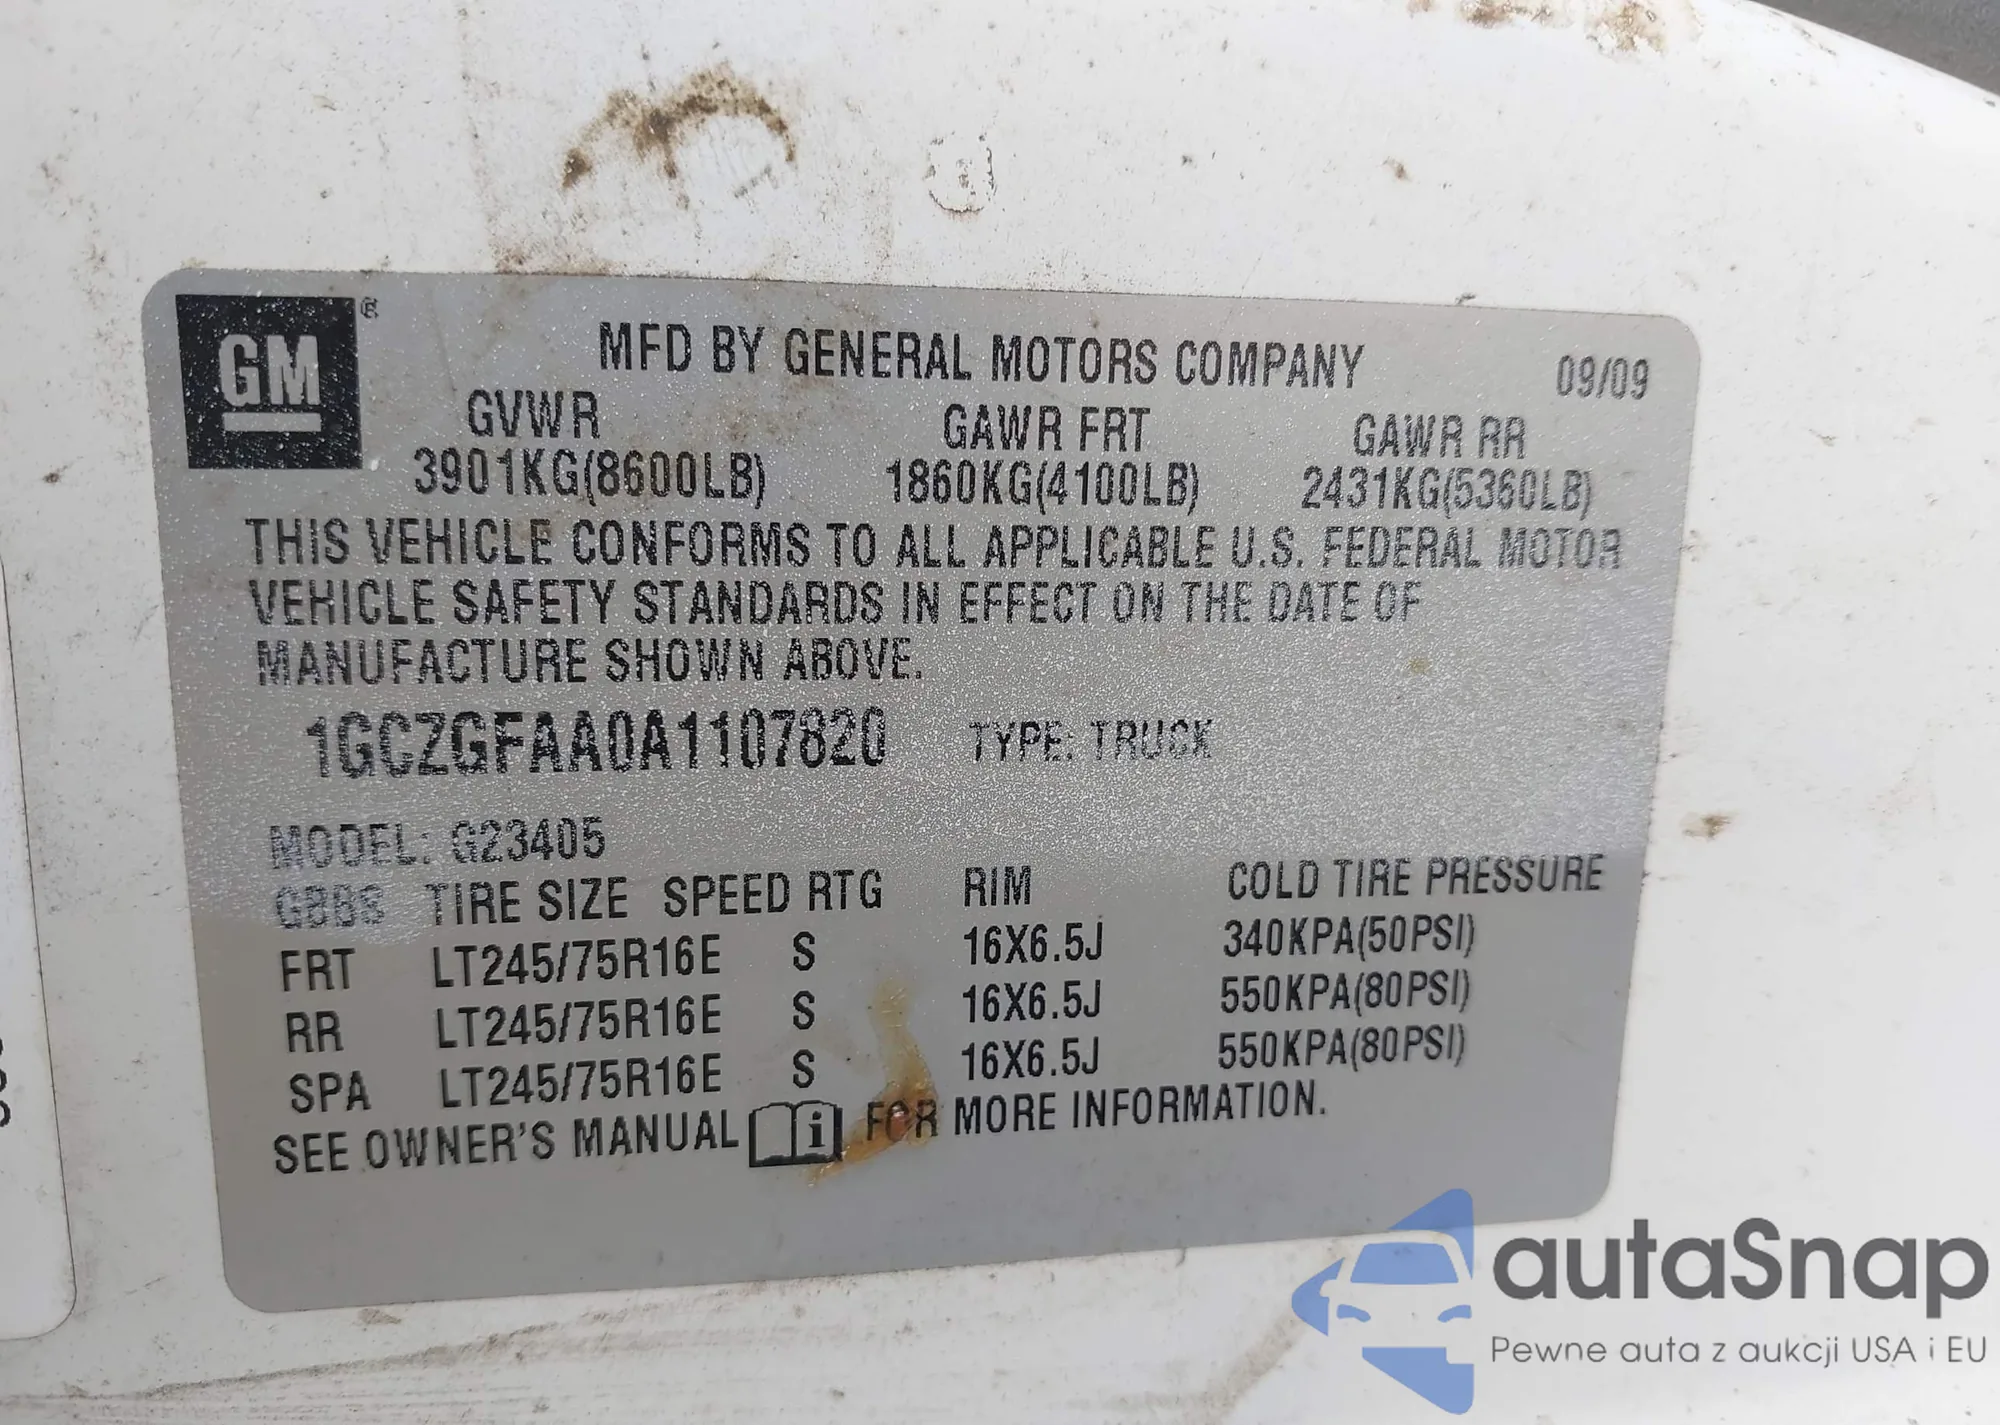 GM ®
MFD BY GENERAL MOTORS COMPANY 09/09
GVWR GAWR FRT GAWR RR
3901KG(8600LB) 1860KG(4100LB) 2431KG(5360LB)
THIS VEHICLE CONFORMS TO ALL APPLICABLE U.S. FEDERAL MOTOR
VEHICLE SAFETY STANDARDS IN EFFECT ON THE DATE OF
MANUFACTURE SHOWN ABOVE.
1GCZGFAA0A1107820 TYPE: TRUCK
MODEL: G23405
GBBS TIRE SIZE SPEED RTG RIM COLD TIRE PRESSURE
FRT LT245/75R16E S 16X6.5J 340KPA(50PSI)
RR LT245/75R16E S 16X6.5J 550KPA(80PSI)
SPA LT245/75R16E S 16X6.5J 550KPA(80PSI)
SEE OWNER'S MANUAL i FOR MORE INFORMATION.
autaSnap
Pewne auta z aukcji USA i EU